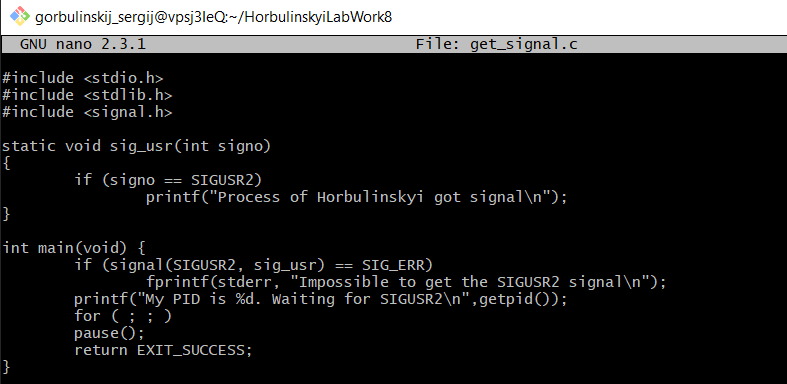 gorbulinskij_sergij@vpsj3IeQ:~/HorbulinskyiLabWork8
GNU nano 2.3.1 File: get_signal.c
#include <stdio.h>
#include <stdlib.h>
#include <signal.h>
static void sig_usr(int signo)
{
        if (signo == SIGUSR2)
                printf("Process of Horbulinskyi got signal\n");
}
int main(void) {
        if (signal(SIGUSR2, sig_usr) == SIG_ERR)
                fprintf(stderr, "Impossible to get the SIGUSR2 signal\n");
        printf("My PID is %d. Waiting for SIGUSR2\n",getpid());
        for ( ; ; )
        pause();
        return EXIT_SUCCESS;
}